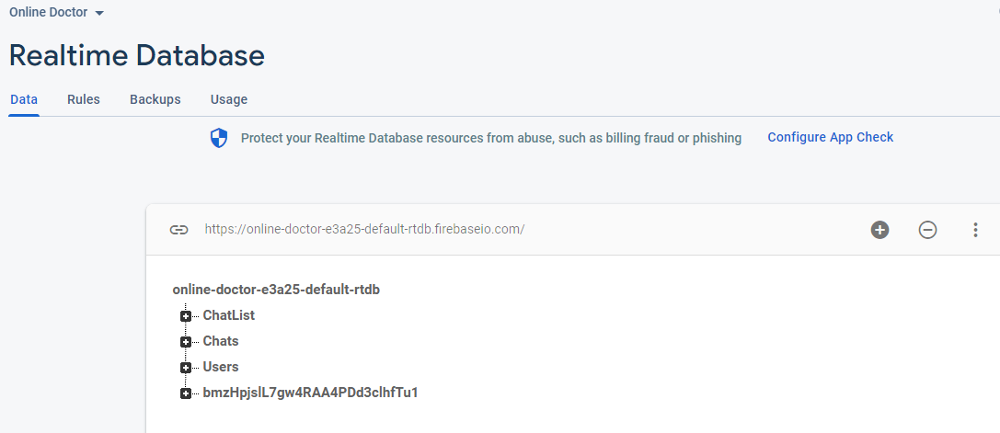 Online Doctor
Realtime Database
Data Rules Backups Usage
Protect your Realtime Database resources from abuse, such as billing fraud or phishing Configure App Check
https://online-doctor-e3a25-default-rtdb.firebaseio.com/
online-doctor-e3a25-default-rtdb
ChatList
Chats
Users
bmzHpjslL7gw4RAA4PDd3clhfTu1